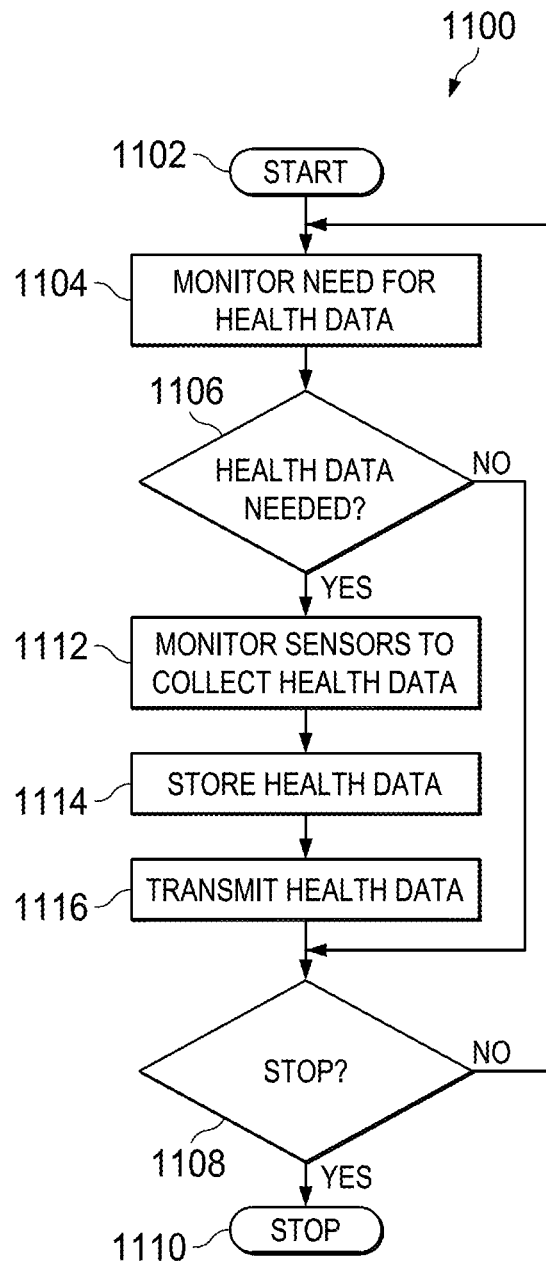 1100
1102
START
1104
MONITOR NEED FOR
HEALTH DATA
1106
HEALTH DATA
NEEDED?
NO
YES
1112
MONITOR SENSORS TO
COLLECT HEALTH DATA
1114
STORE HEALTH DATA
1116
TRANSMIT HEALTH DATA
STOP?
NO
1108
YES
1110
STOP